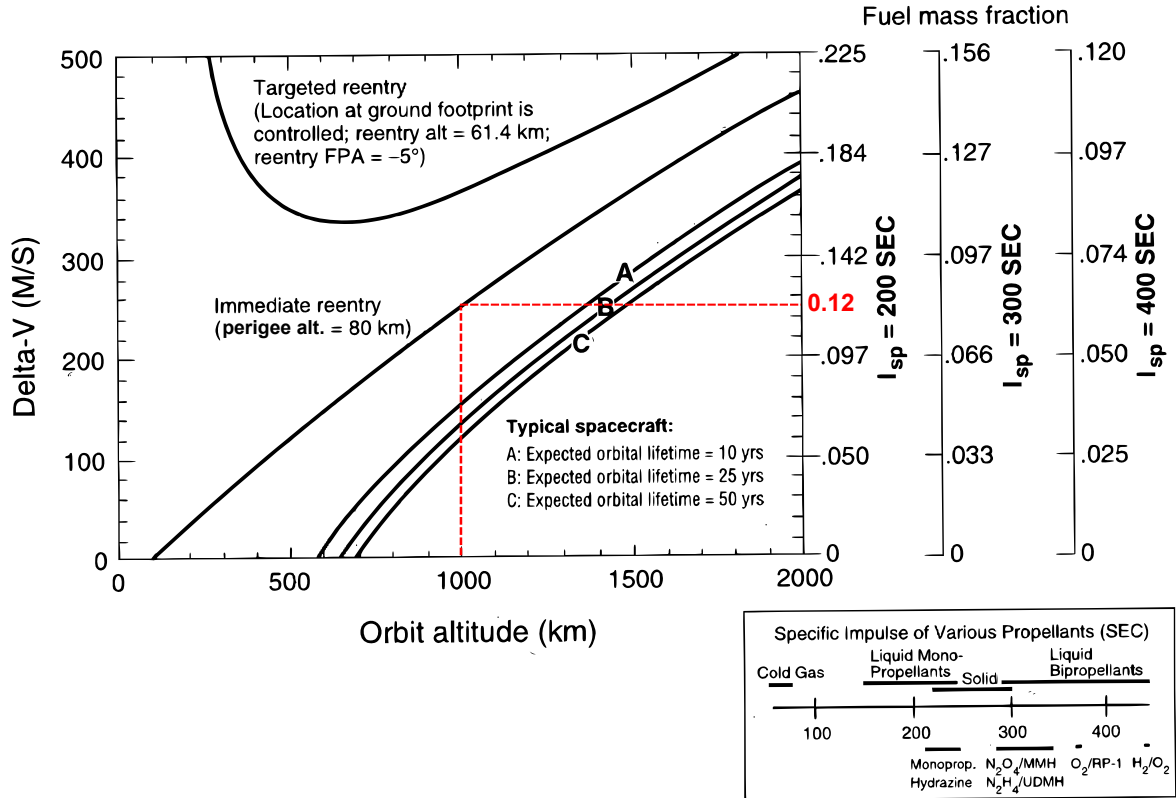 Fuel mass fraction
500
400
300
200
100
0
Delta-V (M/S)
Targeted reentry
(Location at ground footprint is
controlled; reentry alt = 61.4 km;
reentry FPA = −5°)
Immediate reentry
(perigee alt. = 80 km)
A
B
C
Typical spacecraft:
A: Expected orbital lifetime = 10 yrs
B: Expected orbital lifetime = 25 yrs
C: Expected orbital lifetime = 50 yrs
0
500
1000
1500
2000
Orbit altitude (km)
.225
.184
.142
0.12
.097
.050
0
Isp = 200 SEC
.156
.127
.097
.066
.033
0
Isp = 300 SEC
.120
.097
.074
.050
.025
0
Isp = 400 SEC
Specific Impulse of Various Propellants (SEC)
Cold Gas
Liquid Mono-
Propellants
Solid
Liquid
Bipropellants
100
200
300
400
Monoprop.
Hydrazine
N2O4/MMH
N2H4/UDMH
O2/RP-1
H2/O2